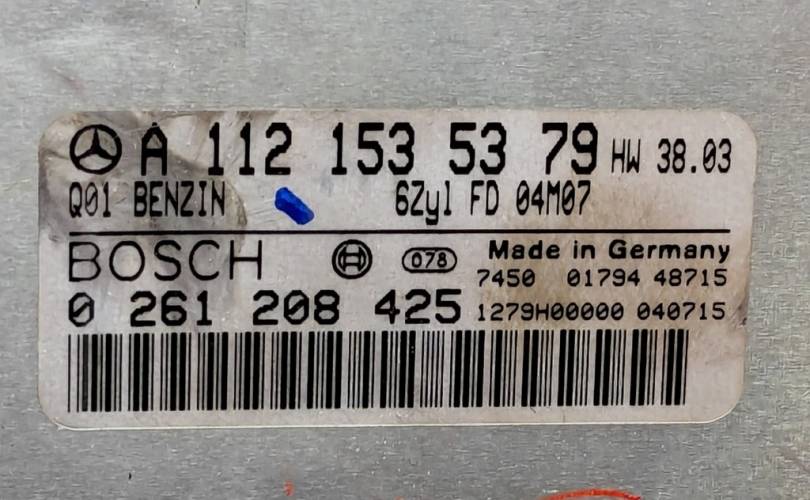 A 112 153 53 79 HW 38.03
Q01 BENZIN 6Zyl FD 04M07
BOSCH 078 Made in Germany
7450 01794 48715
0 261 208 425 1279H00000 040715